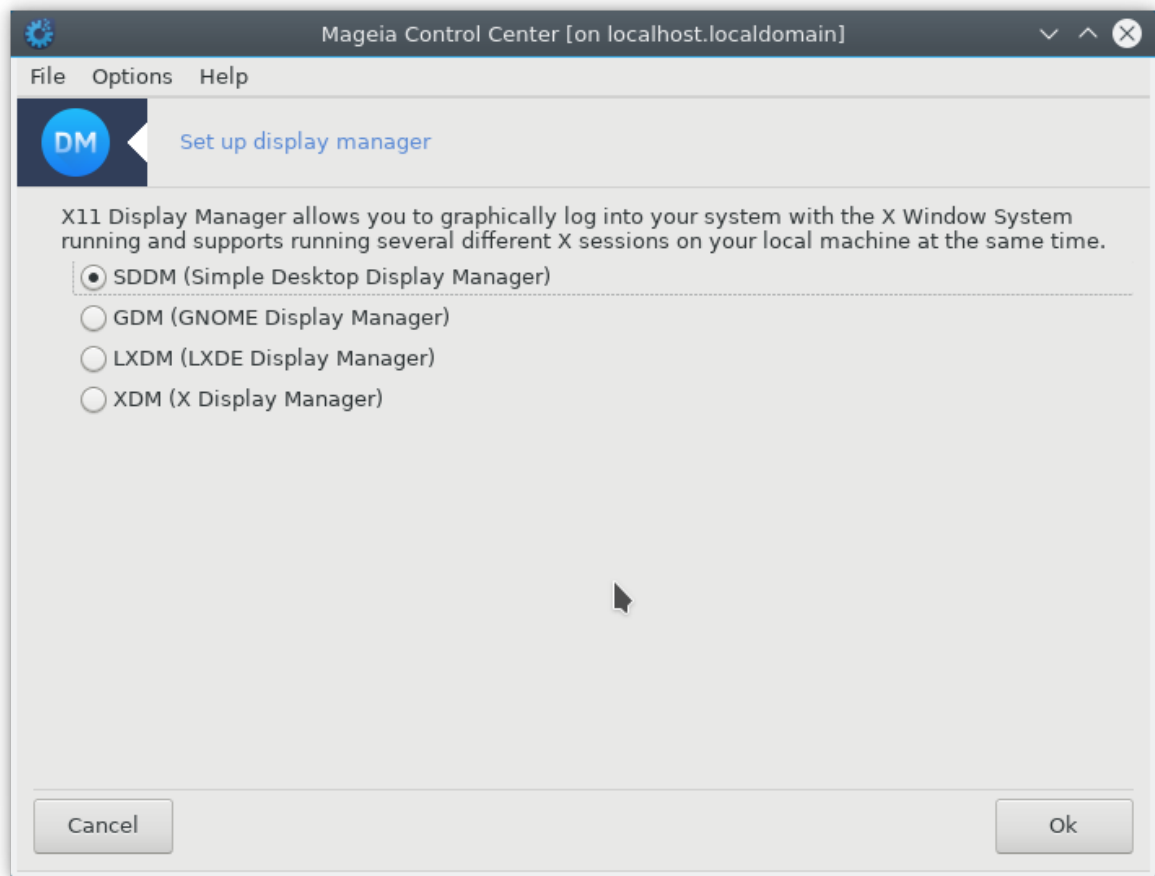 Mageia Control Center [on localhost.localdomain]
File Options Help
DM
Set up display manager
X11 Display Manager allows you to graphically log into your system with the X Window System
running and supports running several different X sessions on your local machine at the same time.
SDDM (Simple Desktop Display Manager)
GDM (GNOME Display Manager)
LXDM (LXDE Display Manager)
XDM (X Display Manager)
Cancel Ok